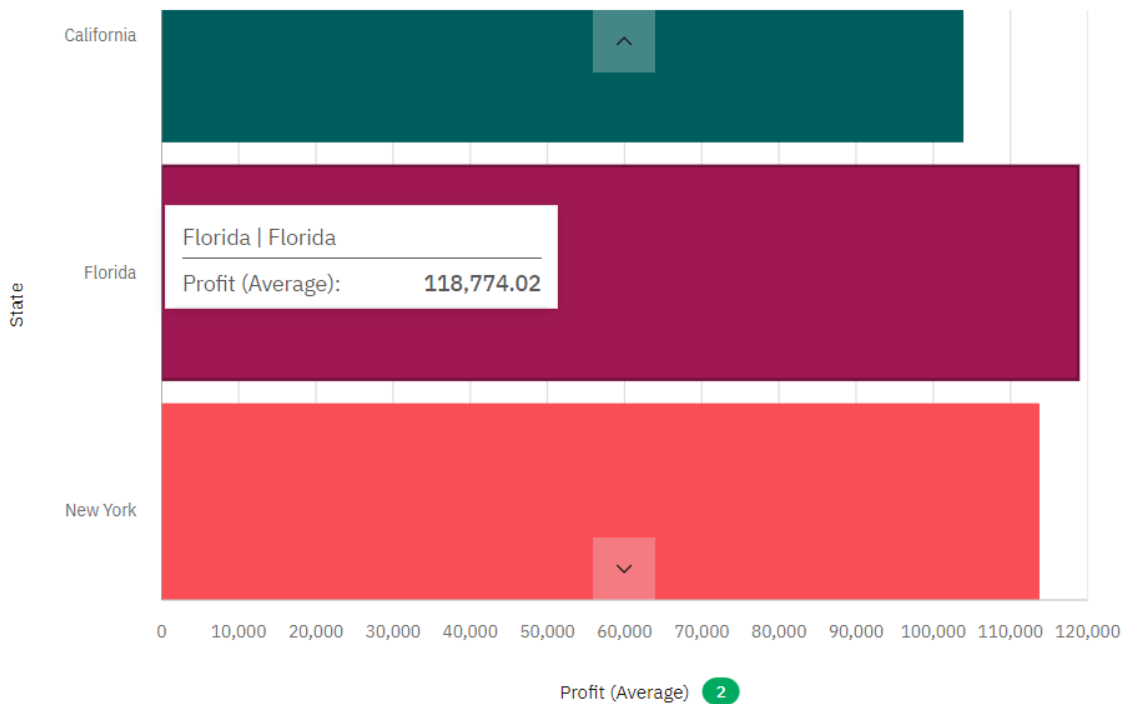 California
Florida | Florida
Profit (Average): 118,774.02
Florida
State
New York
0 10,000 20,000 30,000 40,000 50,000 60,000 70,000 80,000 90,000 100,000 110,000 120,000
Profit (Average) 2